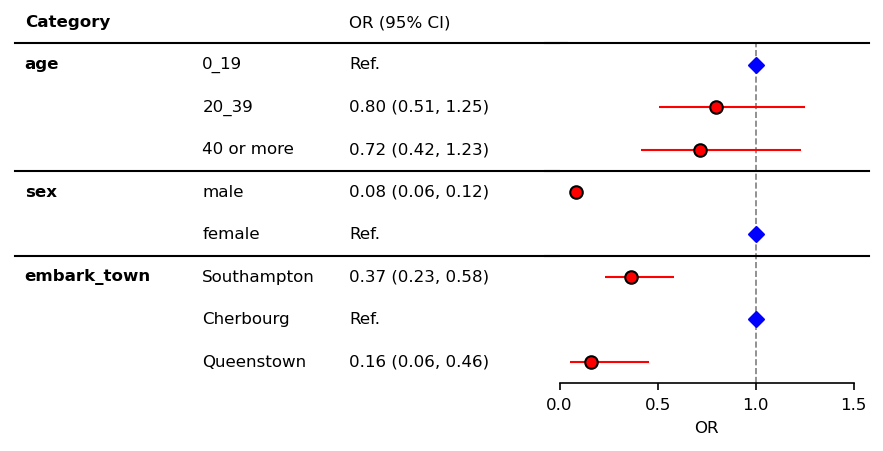 Category OR (95% CI)
age 0_19 Ref.
20_39 0.80 (0.51, 1.25)
40 or more 0.72 (0.42, 1.23)
sex male 0.08 (0.06, 0.12)
female Ref.
embark_town Southampton 0.37 (0.23, 0.58)
Cherbourg Ref.
Queenstown 0.16 (0.06, 0.46)
0.0 0.5 1.0 1.5
OR